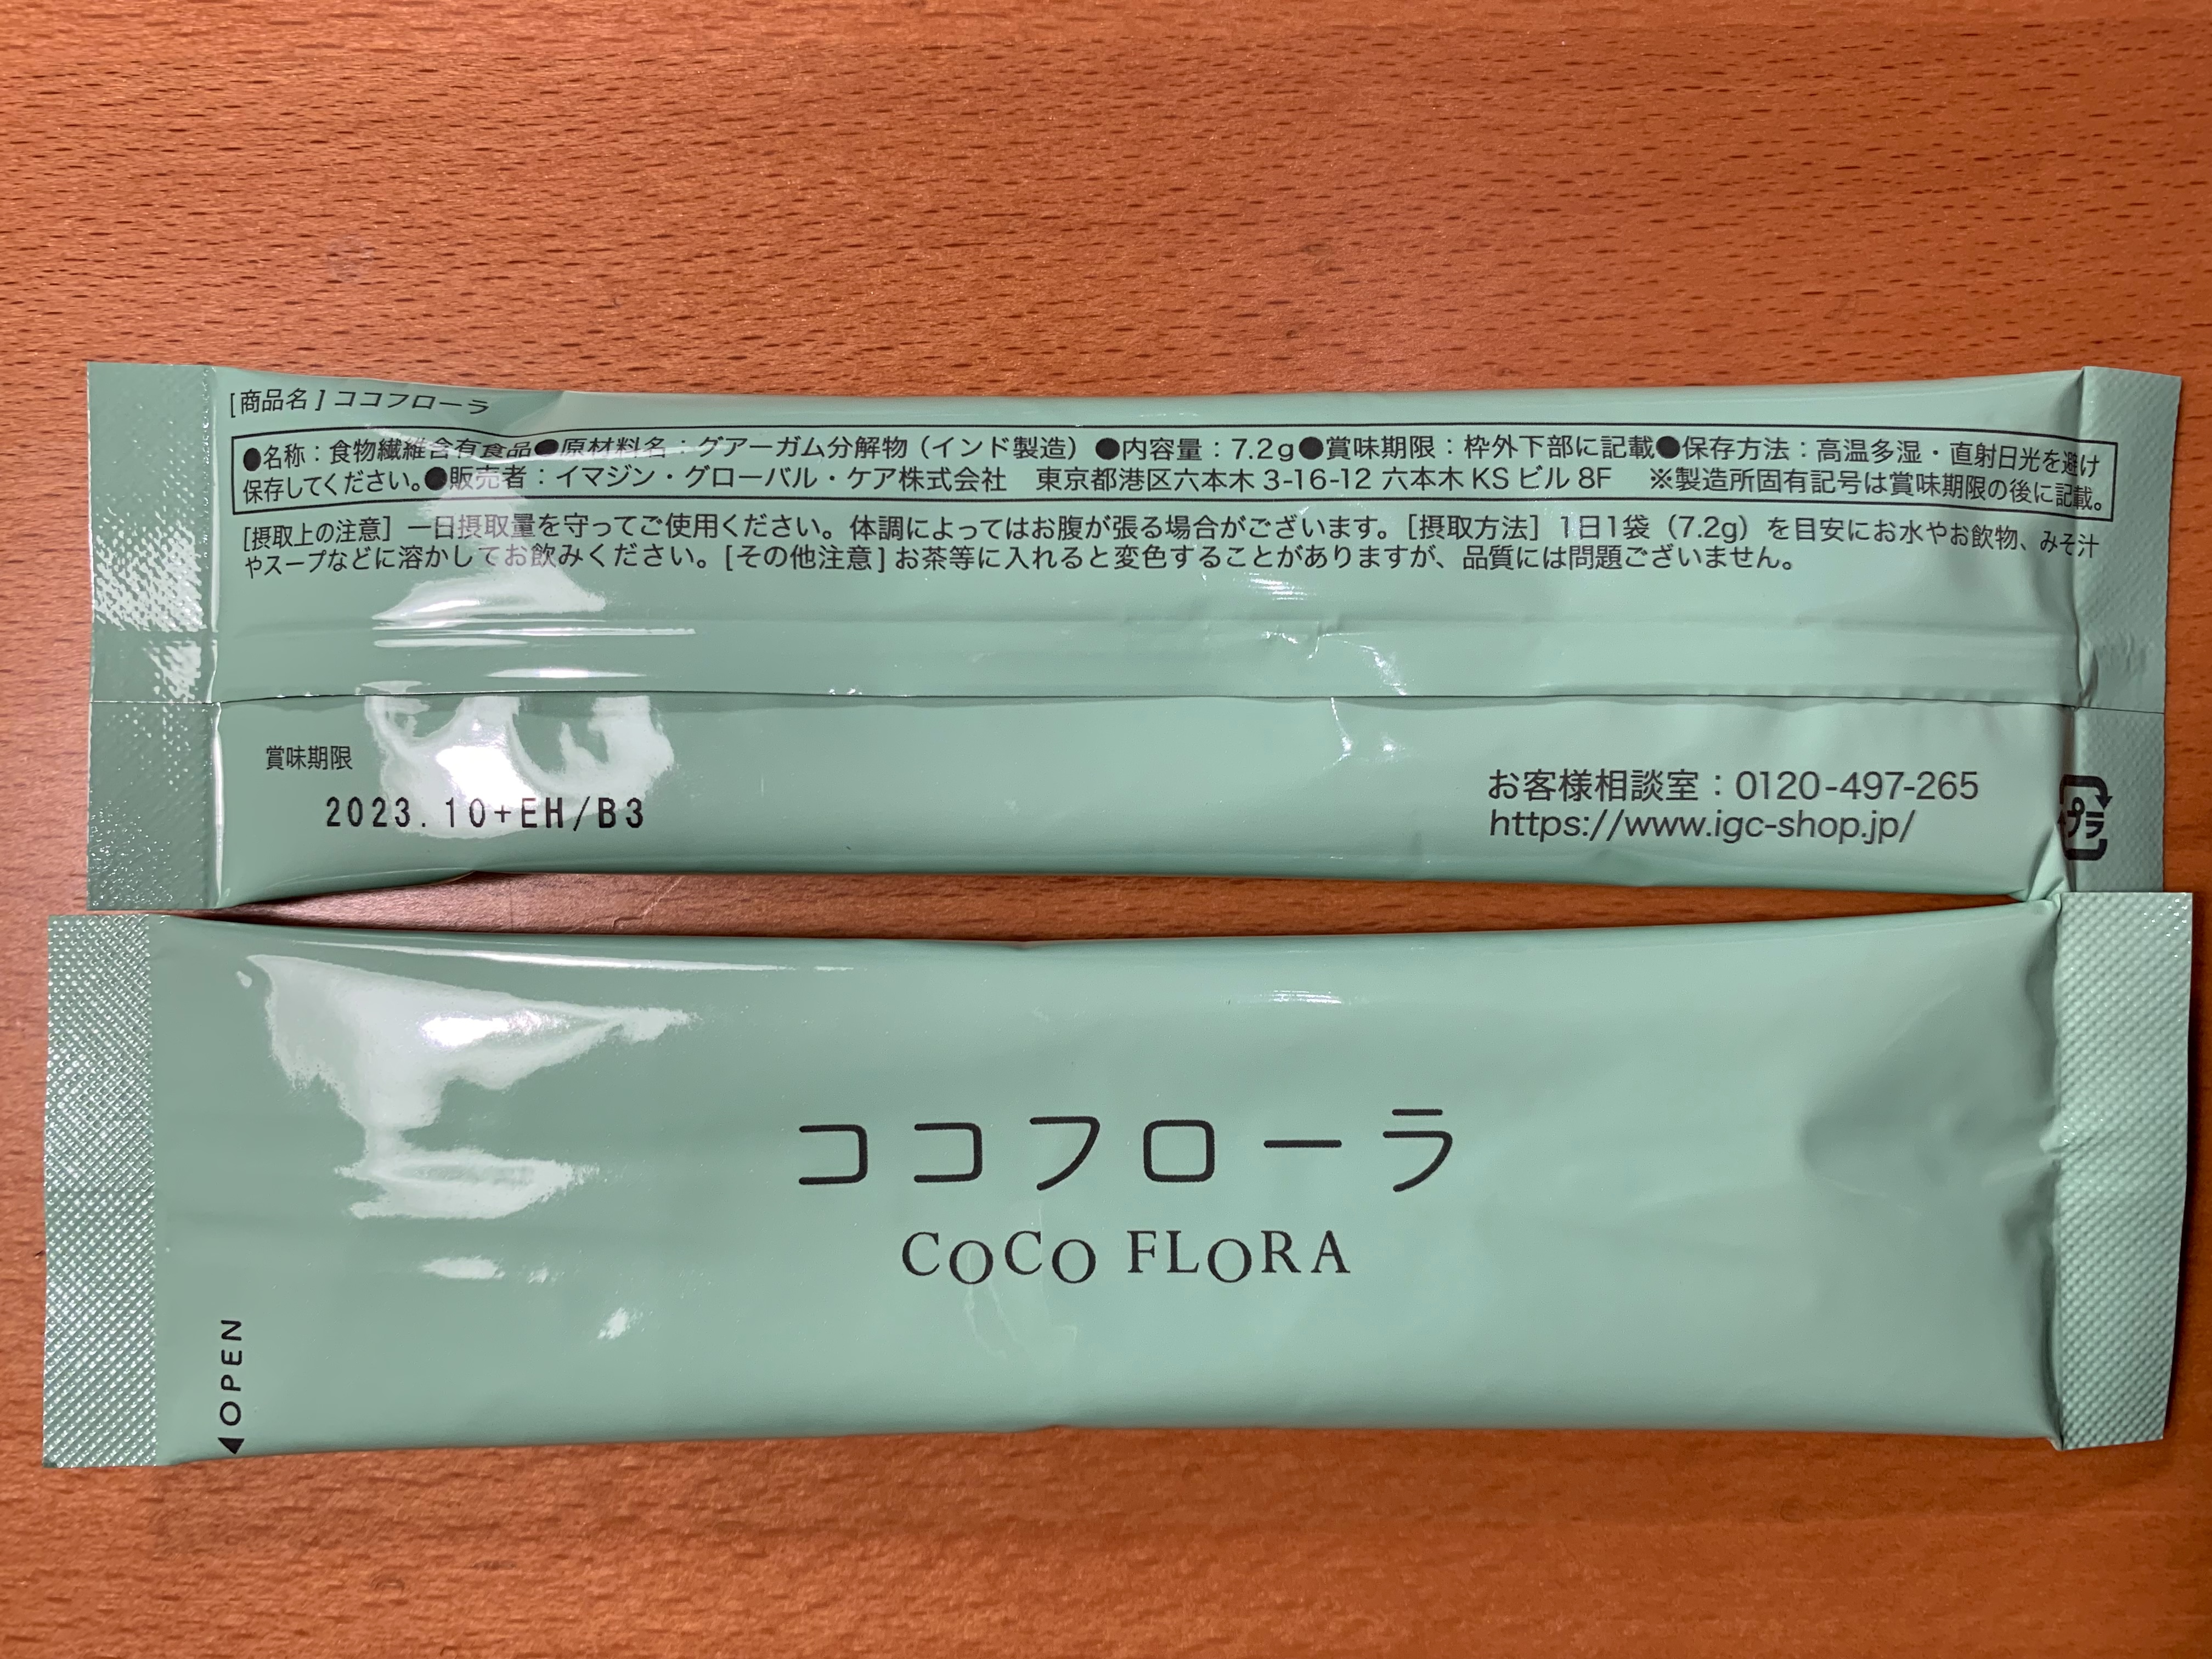 [商品名] ココフローラ
●名称：食物繊維含有食品●原材料名：グアーガム分解物（インド製造）●内容量：7.2g●賞味期限：枠外下部に記載●保存方法：高温多湿・直射日光を避け
保存してください。●販売者：イマジン・グローバル・ケア株式会社　東京都港区六本木 3-16-12 六本木 KS ビル 8F　※製造所固有記号は賞味期限の後に記載。
[摂取上の注意] 一日摂取量を守ってご使用ください。体調によってはお腹が張る場合がございます。[摂取方法] 1日1袋（7.2g）を目安にお水やお飲物、みそ汁
やスープなどに溶かしてお飲みください。[その他注意] お茶等に入れると変色することがありますが、品質には問題ございません。
賞味期限
2023.10+EH/B3
お客様相談室：0120-497-265
https://www.igc-shop.jp/
プラ
ココフローラ
COCO FLORA
◀OPEN